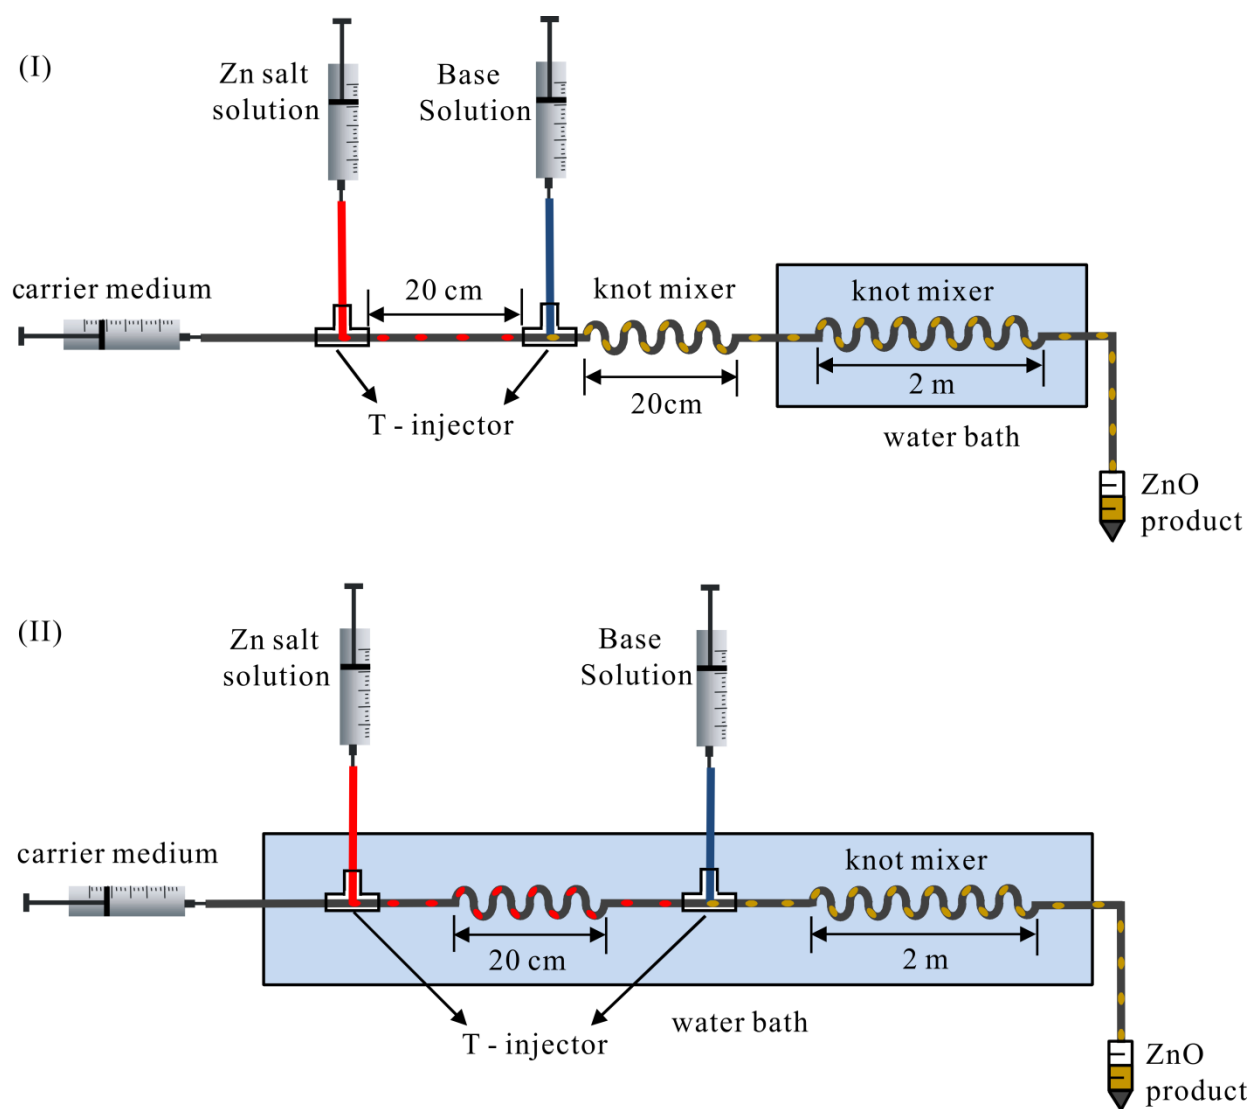 (I)
Zn salt
solution
Base
Solution
carrier medium
20 cm
knot mixer
knot mixer
T - injector
20cm
2 m
water bath
ZnO
product
(II)
Zn salt
solution
Base
Solution
carrier medium
knot mixer
20 cm
2 m
T - injector
water bath
ZnO
product